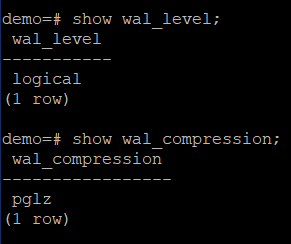 demo=# show wal_level;
 wal_level
-----------
 logical
(1 row)

demo=# show wal_compression;
 wal_compression
-----------------
 pglz
(1 row)